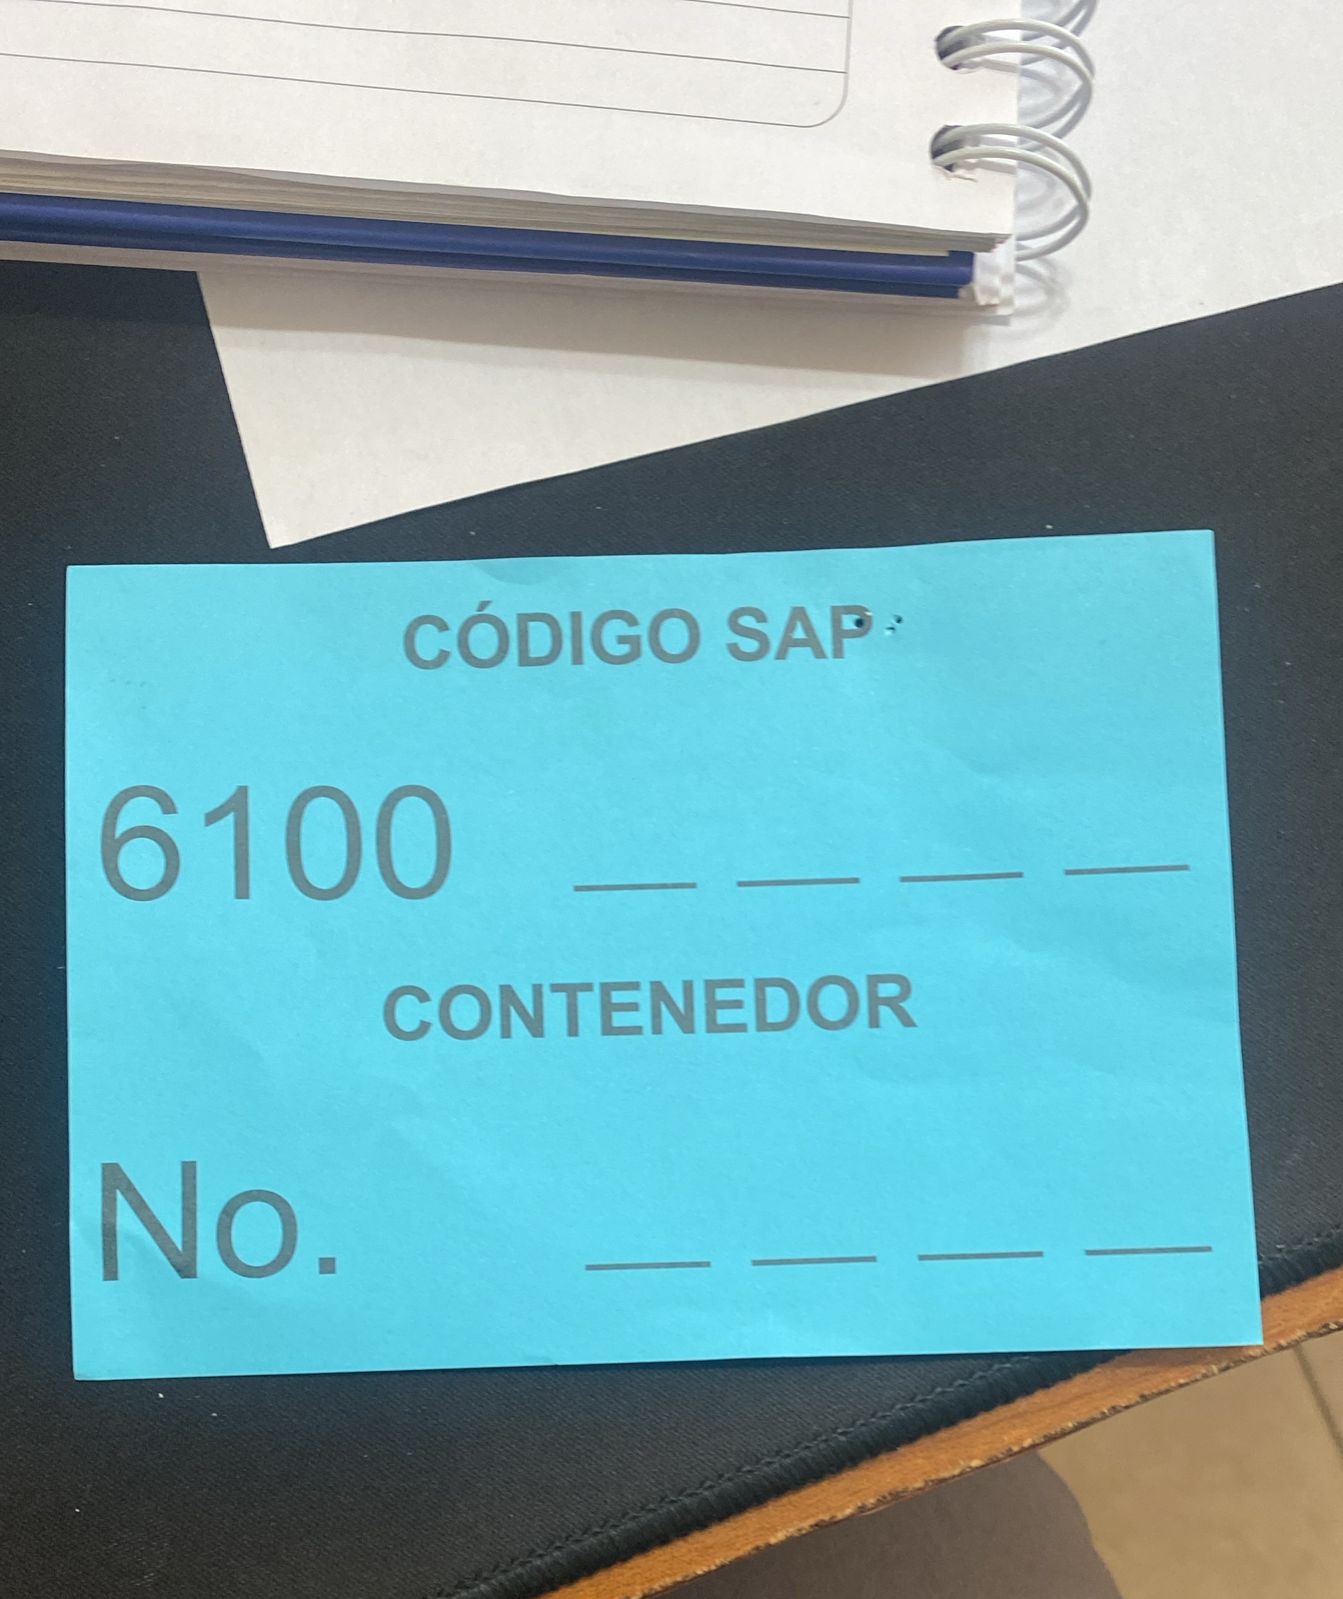 CÓDIGO SAP
6100 __ __ __ __
CONTENEDOR
No. __ __ __ __